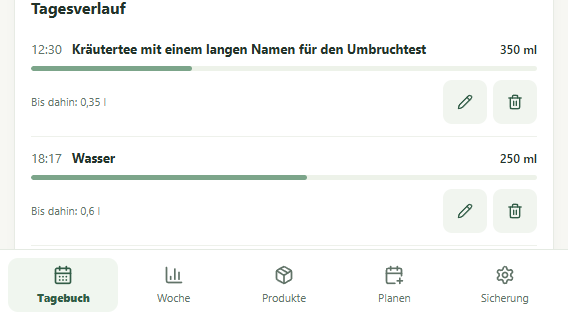 Tagesverlauf
12:30 Kräutertee mit einem langen Namen für den Umbruchtest 350 ml
Bis dahin: 0,35 l
18:17 Wasser 250 ml
Bis dahin: 0,6 l
Tagebuch Woche Produkte Planen Sicherung